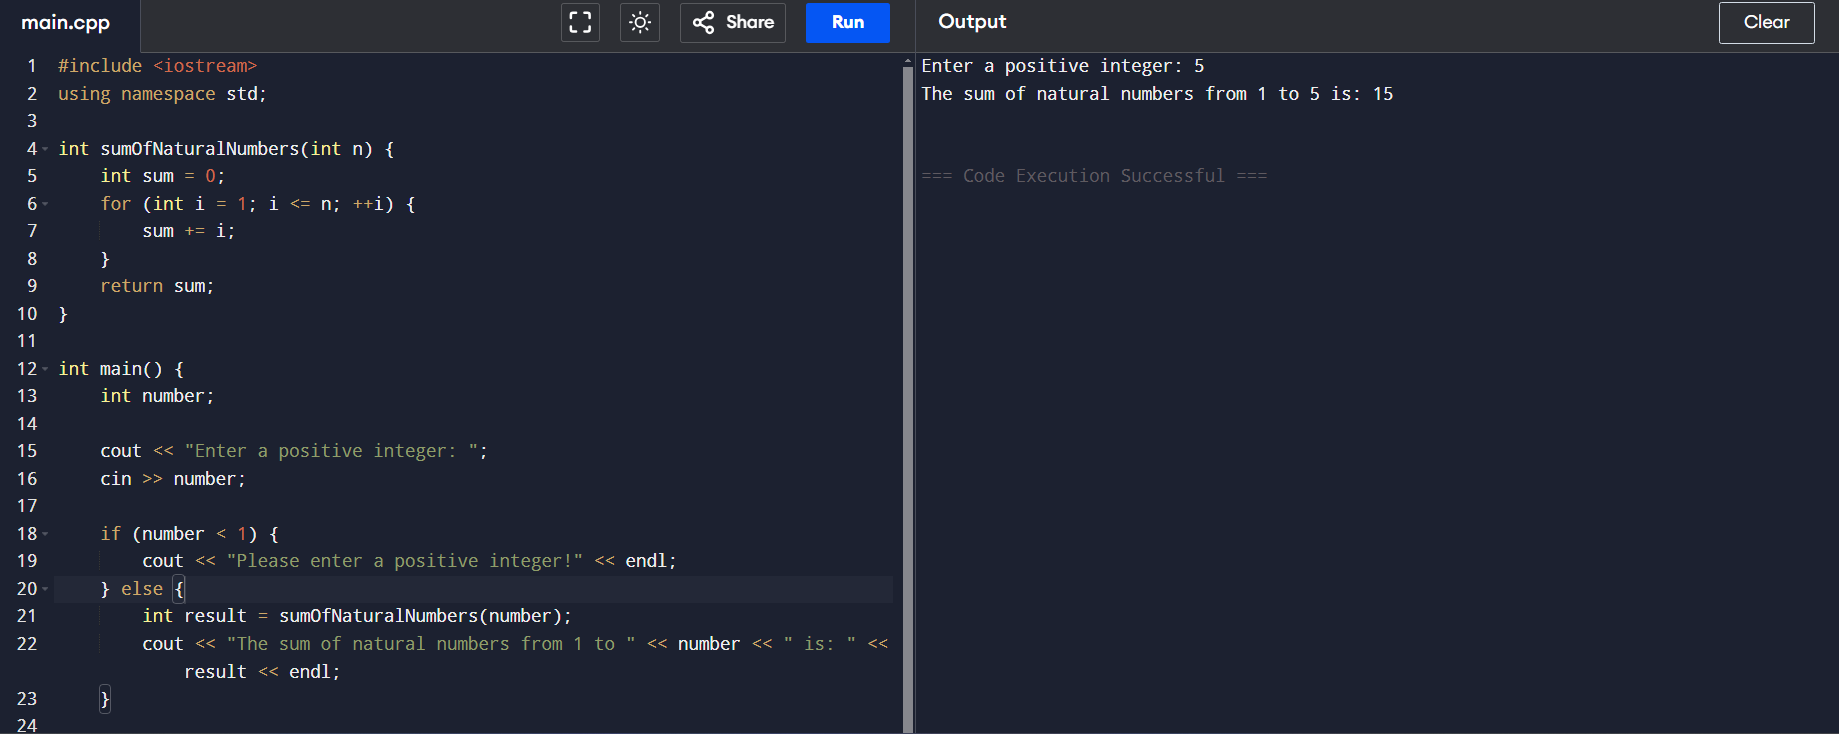 main.cpp
Share
Run
Output
Clear
1 #include <iostream>
2 using namespace std;
3
4 int sumOfNaturalNumbers(int n) {
5     int sum = 0;
6     for (int i = 1; i <= n; ++i) {
7         sum += i;
8     }
9     return sum;
10 }
11
12 int main() {
13     int number;
14
15     cout << "Enter a positive integer: ";
16     cin >> number;
17
18     if (number < 1) {
19         cout << "Please enter a positive integer!" << endl;
20     } else {
21         int result = sumOfNaturalNumbers(number);
22         cout << "The sum of natural numbers from 1 to " << number << " is: " <<
            result << endl;
23     }
24
Enter a positive integer: 5
The sum of natural numbers from 1 to 5 is: 15
=== Code Execution Successful ===